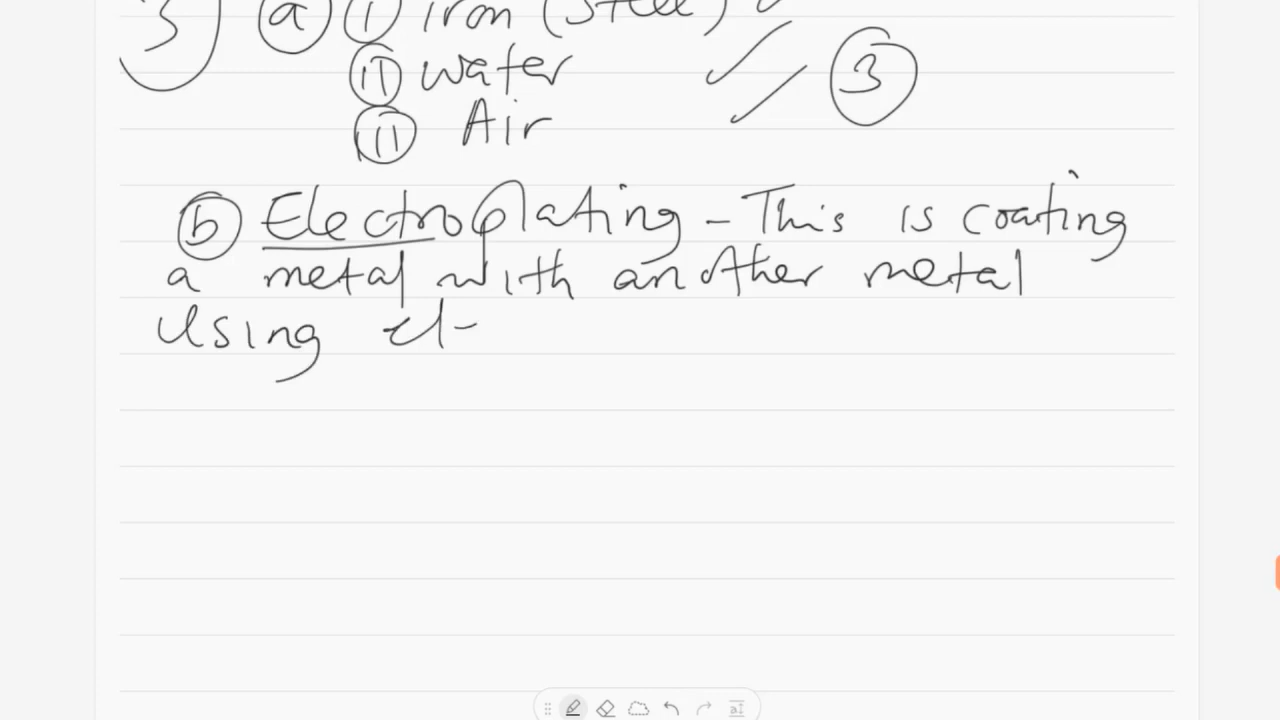 3 a i Iron (Steel)
ii water 3
iii Air
b Electroplating - This is coating
a metal with another metal
using el-